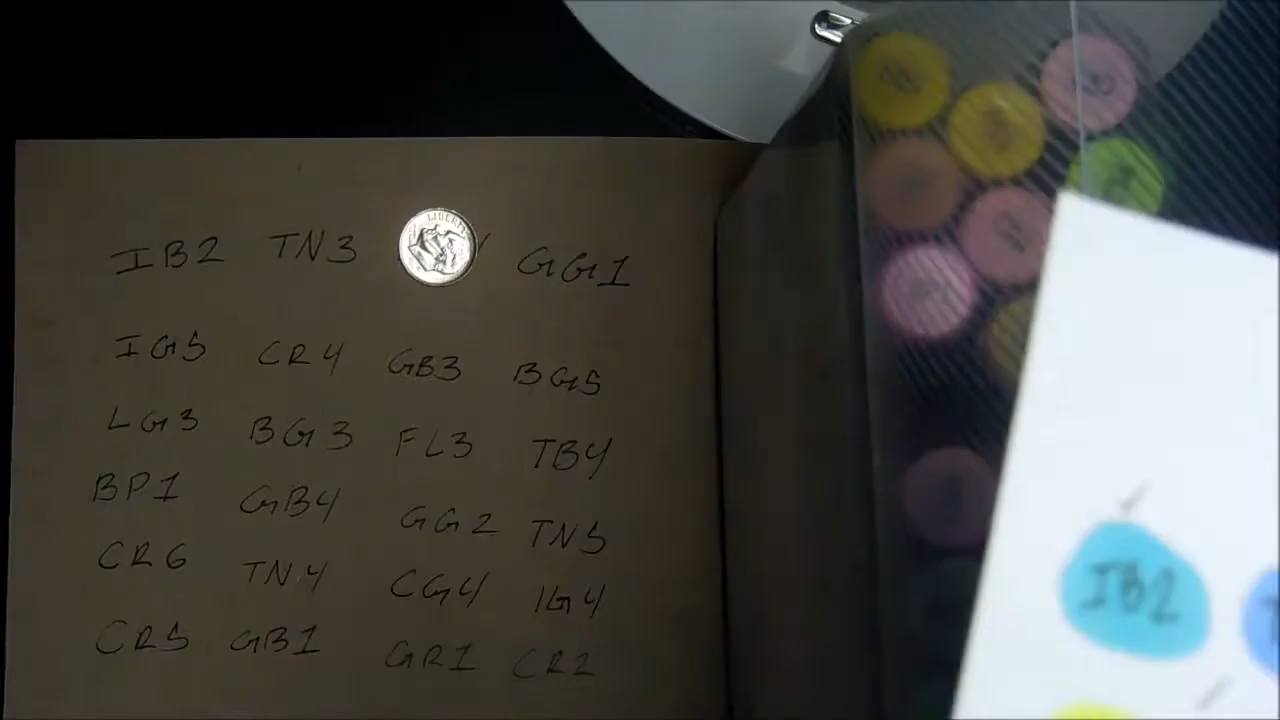 IB2 TN3 GG1
IG5 CR4 GB3 BG5
LG3 BG3 FL3 TB4
BP1 GB4 GG2 TN5
CR6 TN4 CG4 IG4
CR5 GB1 GR1 CR2
LIBERTY
IB2